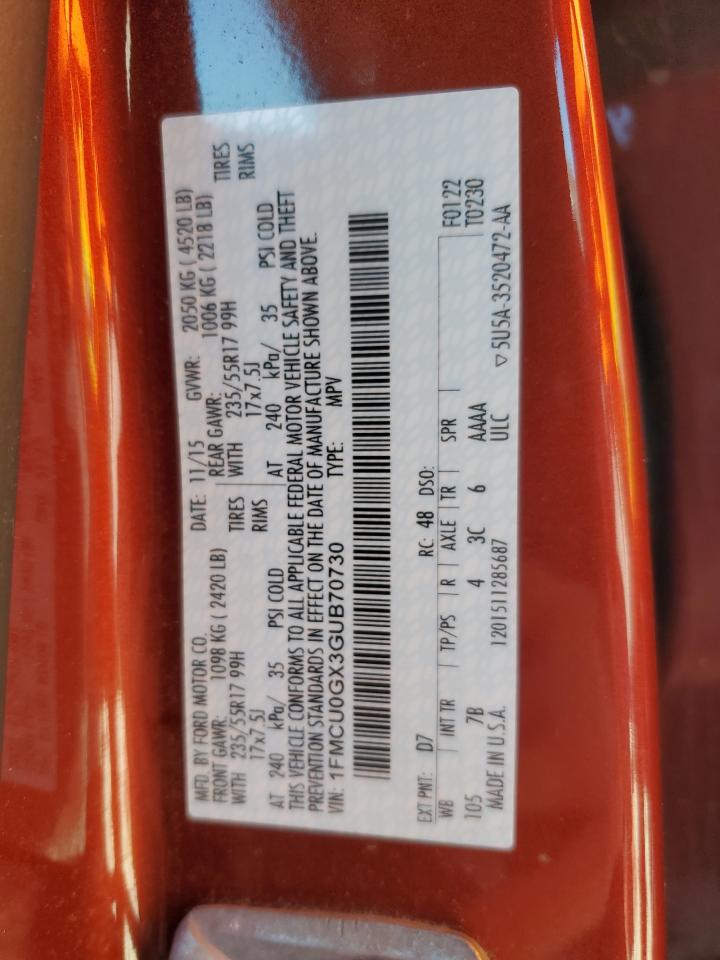 MFD. BY FORD MOTOR CO. DATE: 11/15 GVWR: 2050 KG ( 4520 LB)
FRONT GAWR: 1098 KG ( 2420 LB) REAR GAWR: 1006 KG ( 2218 LB)
WITH 235/55R17 99H TIRES WITH 235/55R17 99H TIRES
17x7.5J RIMS 17x7.5J RIMS
AT 240 kPa/ 35 PSI COLD AT 240 kPa/ 35 PSI COLD
THIS VEHICLE CONFORMS TO ALL APPLICABLE FEDERAL MOTOR VEHICLE SAFETY AND THEFT
PREVENTION STANDARDS IN EFFECT ON THE DATE OF MANUFACTURE SHOWN ABOVE.
VIN: 1FMCU0GX3GUB70730 TYPE: MPV
EXT PNT: D7 RC: 48 DSO: F0122
WB INT TR TP/PS R AXLE TR SPR T0230
105 7B 4 3C 6 AAAA
MADE IN U.S.A. 1201511285687 ULC ▽ 5U5A-3520472-AA